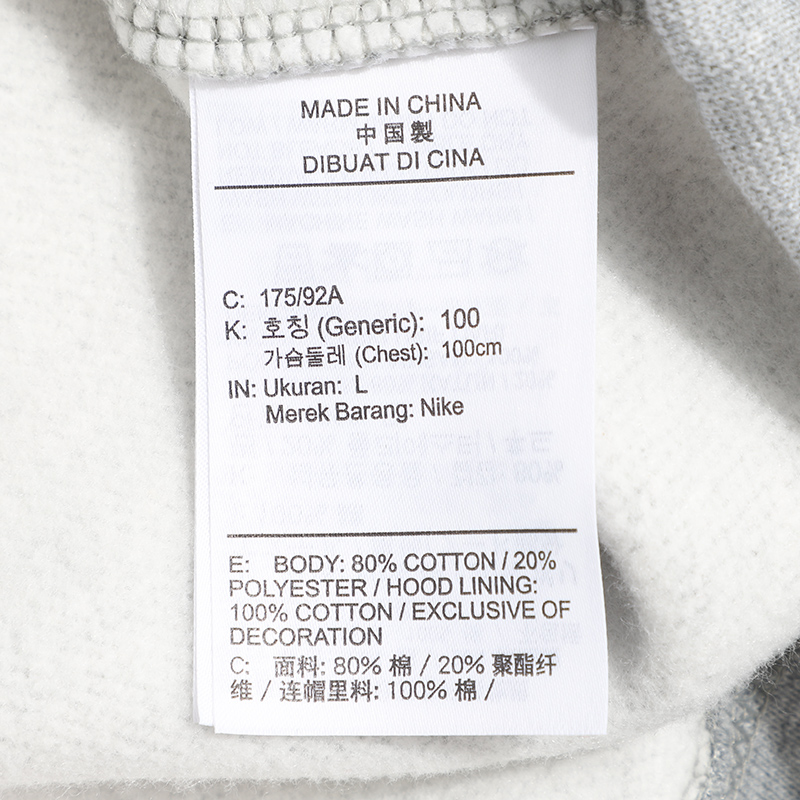 MADE IN CHINA
中国製
DIBUAT DI CINA
C: 175/92A
K: 호칭 (Generic): 100
가슴둘레 (Chest): 100cm
IN: Ukuran: L
Merek Barang: Nike
E: BODY: 80% COTTON / 20%
POLYESTER / HOOD LINING:
100% COTTON / EXCLUSIVE OF
DECORATION
C: 面料: 80% 棉 / 20% 聚酯纤
维 / 连帽里料: 100% 棉 /